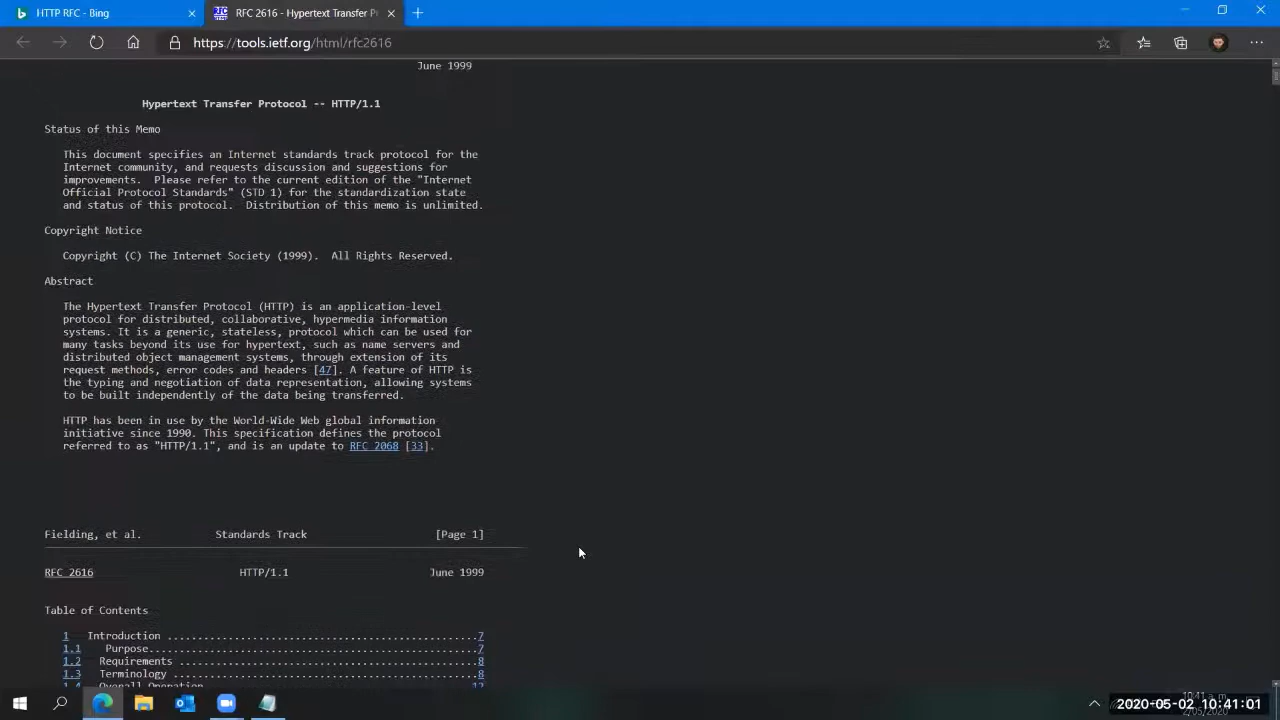 HTTP RFC - Bing
RFC 2616 - Hypertext Transfer P
https://tools.ietf.org/html/rfc2616
June 1999
Hypertext Transfer Protocol -- HTTP/1.1
Status of this Memo
This document specifies an Internet standards track protocol for the
Internet community, and requests discussion and suggestions for
improvements. Please refer to the current edition of the "Internet
Official Protocol Standards" (STD 1) for the standardization state
and status of this protocol. Distribution of this memo is unlimited.
Copyright Notice
Copyright (C) The Internet Society (1999). All Rights Reserved.
Abstract
The Hypertext Transfer Protocol (HTTP) is an application-level
protocol for distributed, collaborative, hypermedia information
systems. It is a generic, stateless, protocol which can be used for
many tasks beyond its use for hypertext, such as name servers and
distributed object management systems, through extension of its
request methods, error codes and headers [47]. A feature of HTTP is
the typing and negotiation of data representation, allowing systems
to be built independently of the data being transferred.
HTTP has been in use by the World-Wide Web global information
initiative since 1990. This specification defines the protocol
referred to as "HTTP/1.1", and is an update to RFC 2068 [33].
Fielding, et al. Standards Track [Page 1]
RFC 2616 HTTP/1.1 June 1999
Table of Contents
1 Introduction ...................................................7
1.1 Purpose......................................................7
1.2 Requirements .................................................8
1.3 Terminology ..................................................8
1.4 Overall Operation ............................................12
10:41 a. m.
2020-05-02 10:41:01
2/05/2020